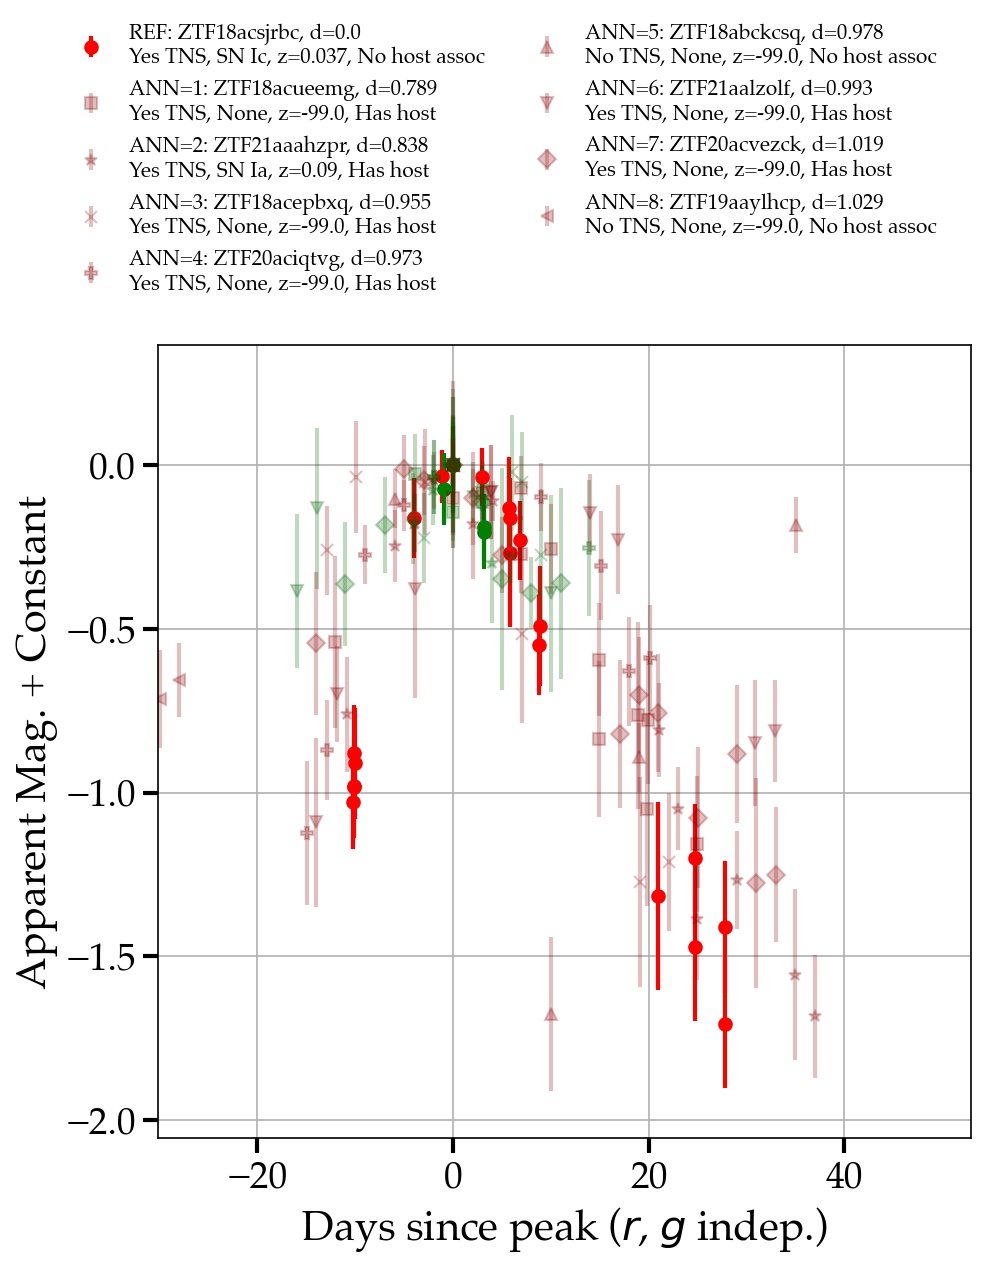 REF: ZTF18acsjrbc, d=0.0
Yes TNS, SN Ic, z=0.037, No host assoc
ANN=1: ZTF18acueemg, d=0.789
Yes TNS, None, z=-99.0, Has host
ANN=2: ZTF21aaahzpr, d=0.838
Yes TNS, SN Ia, z=0.09, Has host
ANN=3: ZTF18acepbxq, d=0.955
Yes TNS, None, z=-99.0, Has host
ANN=4: ZTF20aciqtvg, d=0.973
Yes TNS, None, z=-99.0, Has host
ANN=5: ZTF18abckcsq, d=0.978
No TNS, None, z=-99.0, No host assoc
ANN=6: ZTF21aalzolf, d=0.993
Yes TNS, None, z=-99.0, Has host
ANN=7: ZTF20acvezck, d=1.019
Yes TNS, None, z=-99.0, Has host
ANN=8: ZTF19aaylhcp, d=1.029
No TNS, None, z=-99.0, No host assoc
Apparent Mag. + Constant
0.0
−0.5
−1.0
−1.5
−2.0
−20 0 20 40
Days since peak (r, g indep.)